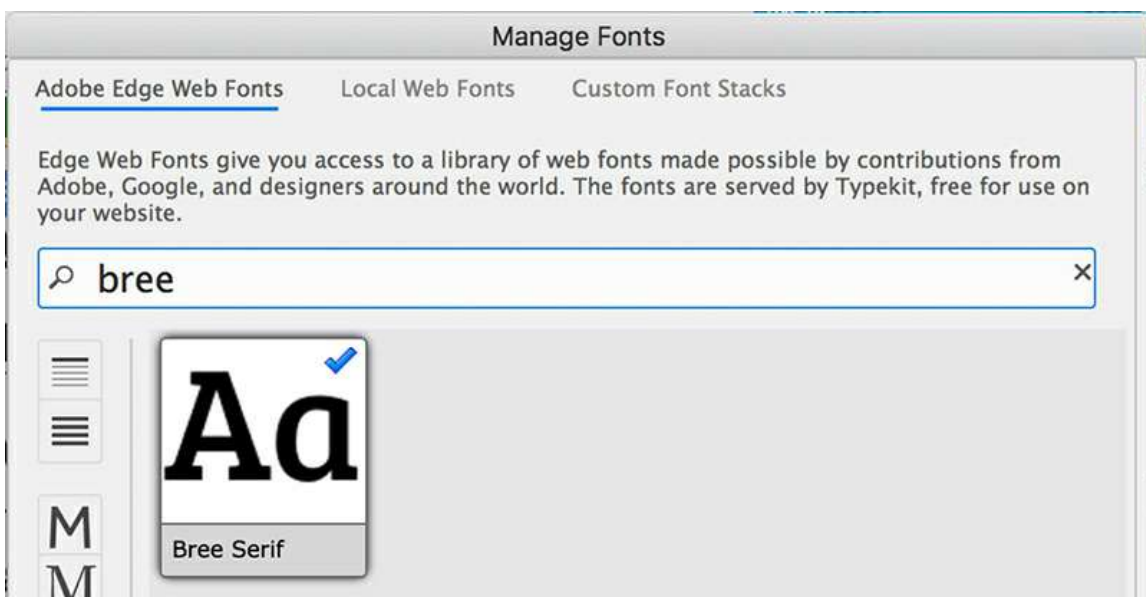 Manage Fonts
Adobe Edge Web Fonts Local Web Fonts Custom Font Stacks
Edge Web Fonts give you access to a library of web fonts made possible by contributions from
Adobe, Google, and designers around the world. The fonts are served by Typekit, free for use on
your website.
bree
Aa
Bree Serif
M
M